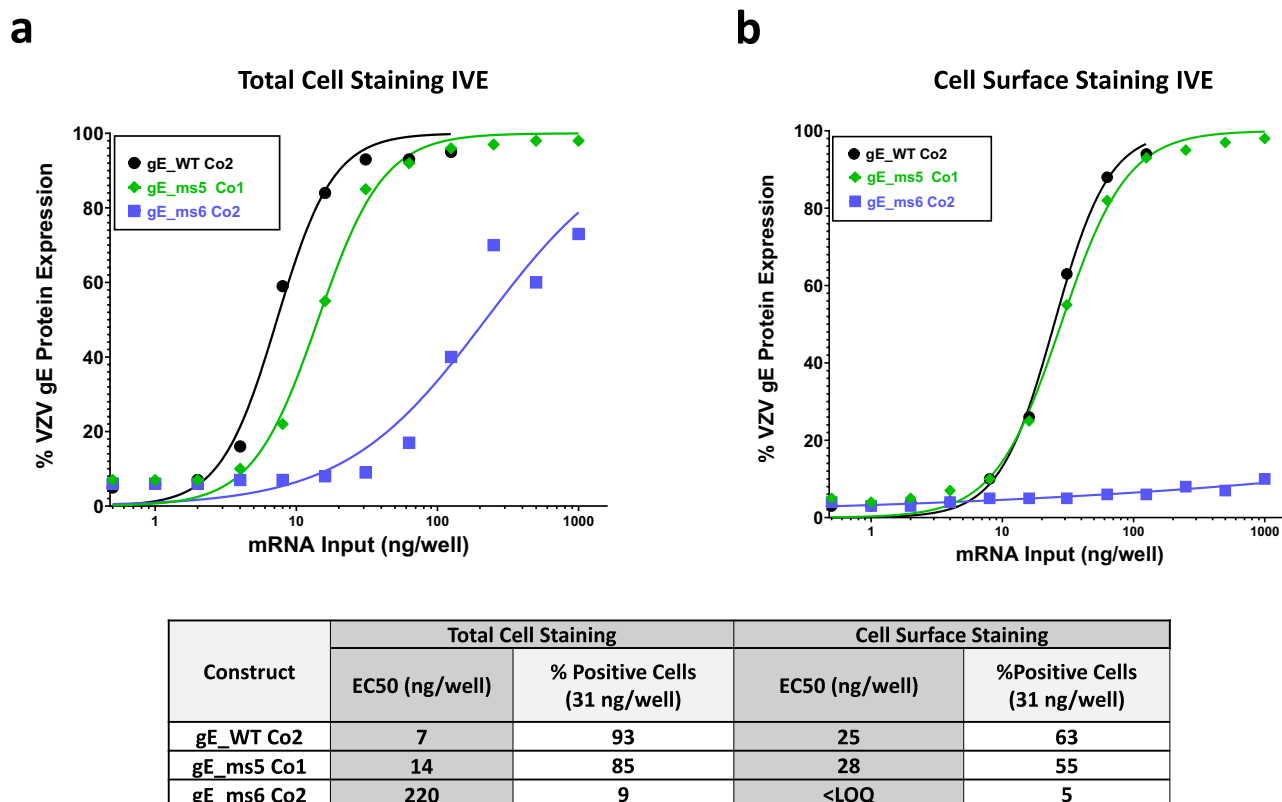 a
Total Cell Staining IVE
% VZV gE Protein Expression
100
80
60
40
20
0
gE_WT Co2
gE_ms5 Co1
gE_ms6 Co2
1
10
100
1000
mRNA Input (ng/well)
b
Cell Surface Staining IVE
% VZV gE Protein Expression
100
80
60
40
20
0
gE_WT Co2
gE_ms5 Co1
gE_ms6 Co2
1
10
100
1000
mRNA Input (ng/well)
Construct
Total Cell Staining
Cell Surface Staining
EC50 (ng/well)
% Positive Cells
(31 ng/well)
EC50 (ng/well)
%Positive Cells
(31 ng/well)
gE_WT Co2 7 93 25 63
gE_ms5 Co1 14 85 28 55
gE_ms6 Co2 220 9 <LOQ 5